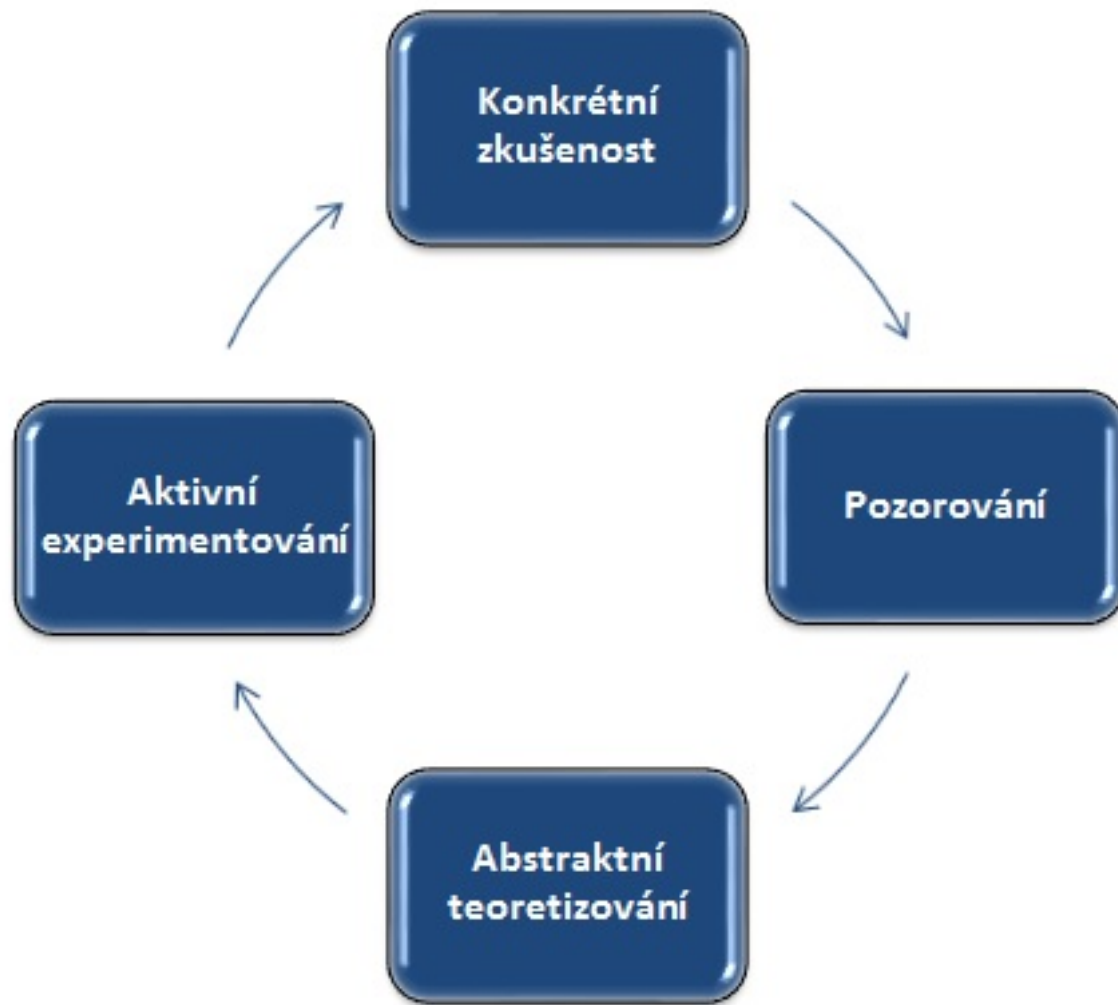 Konkrétní
zkušenost
Pozorování
Abstraktní
teoretizování
Aktivní
experimentování